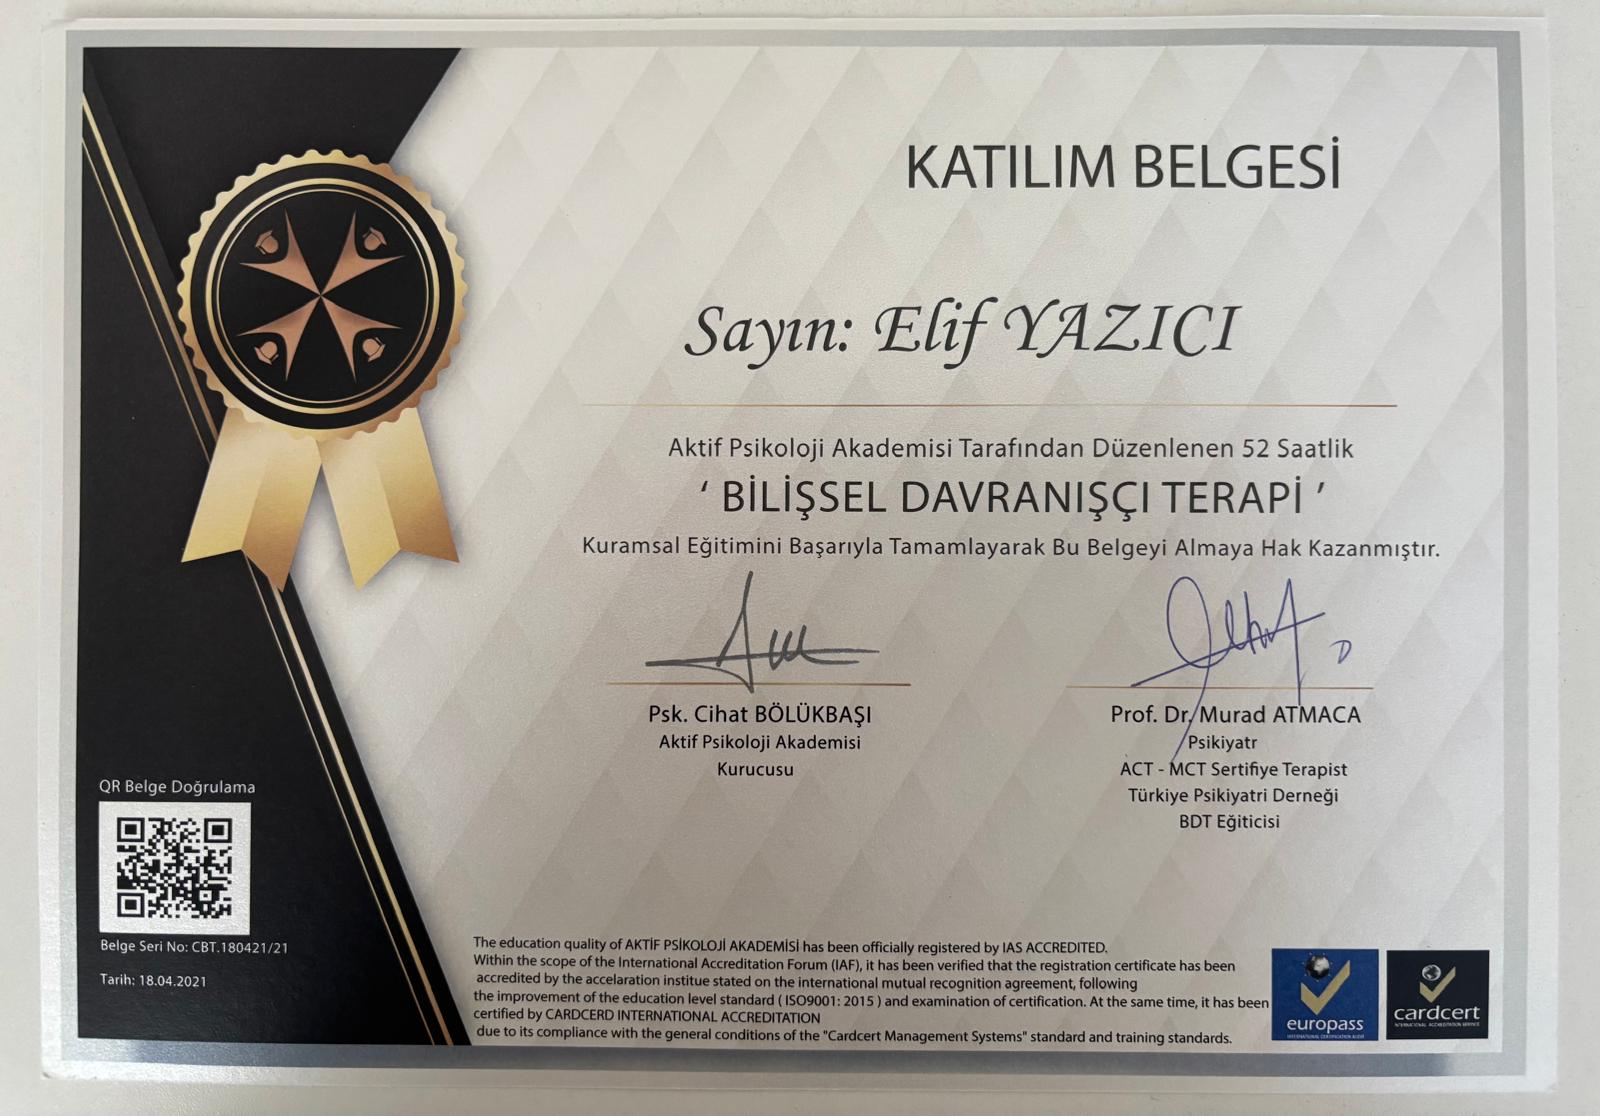 KATILIM BELGESİ
Sayın: Elif YAZICI
Aktif Psikoloji Akademisi Tarafından Düzenlenen 52 Saatlik
‘ BİLİŞSEL DAVRANIŞÇI TERAPİ ’
Kuramsal Eğitimini Başarıyla Tamamlayarak Bu Belgeyi Almaya Hak Kazanmıştır.
Psk. Cihat BÖLÜKBAŞI
Aktif Psikoloji Akademisi
Kurucusu
Prof. Dr. Murad ATMACA
Psikiyatr
ACT - MCT Sertifiye Terapist
Türkiye Psikiyatri Derneği
BDT Eğiticisi
QR Belge Doğrulama
Belge Seri No: CBT.180421/21
Tarih: 18.04.2021
The education quality of AKTİF PSİKOLOJİ AKADEMİSİ has been officially registered by IAS ACCREDITED.
Within the scope of the International Accreditation Forum (IAF), it has been verified that the registration certificate has been
accredited by the accelaration institue stated on the international mutual recognition agreement, following
the improvement of the education level standard ( ISO9001: 2015 ) and examination of certification. At the same time, it has been
certified by CARDCERD INTERNATIONAL ACCREDITATION
due to its compliance with the general conditions of the "Cardcert Management Systems" standard and training standards.
europass
INTERNATIONAL CERTIFICATION AUDIT
cardcert
INTERNATIONAL ACCREDITATION SERVICE